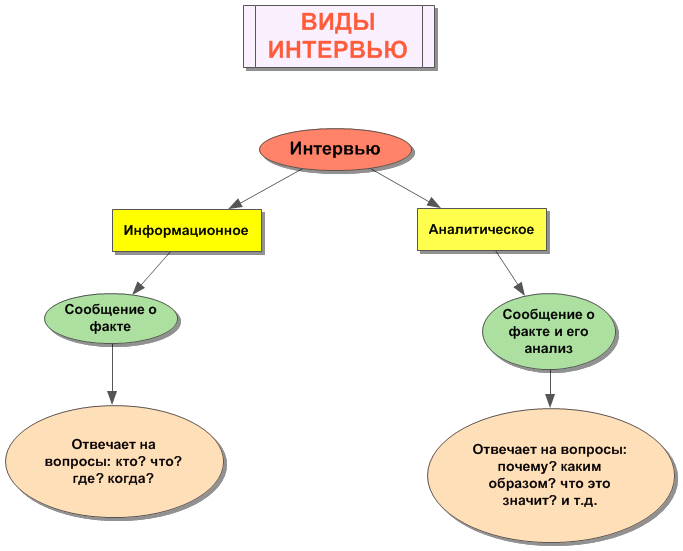 ВИДЫ
ИНТЕРВЬЮ
Интервью
Информационное
Аналитическое
Сообщение о
факте
Сообщение о
факте и его
анализ
Отвечает на
вопросы: кто? что?
где? когда?
Отвечает на вопросы:
почему? каким
образом? что это
значит? и т.д.